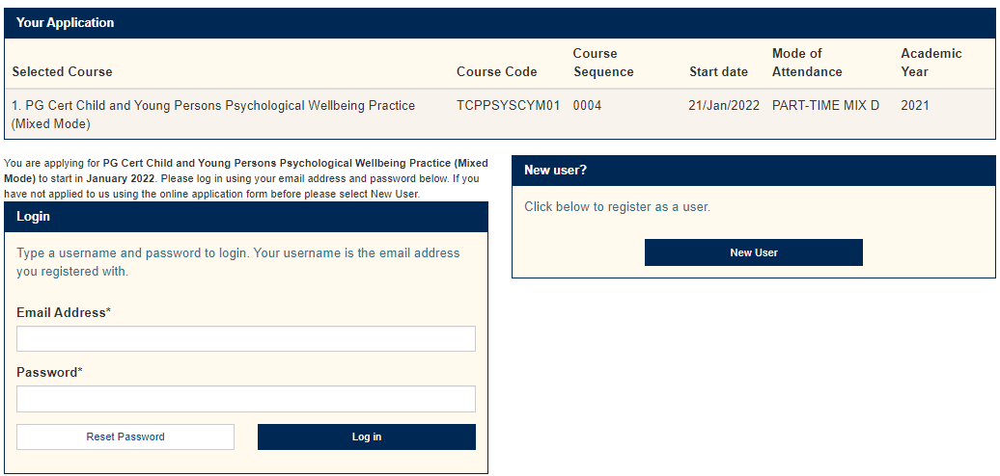 Your Application
Selected Course Course Code Course Sequence Start date Mode of Attendance Academic Year
1. PG Cert Child and Young Persons Psychological Wellbeing Practice (Mixed Mode) TCPPSYSCYM01 0004 21/Jan/2022 PART-TIME MIX D 2021
You are applying for PG Cert Child and Young Persons Psychological Wellbeing Practice (Mixed
Mode) to start in January 2022. Please log in using your email address and password below. If you
have not applied to us using the online application form before please select New User.
Login
Type a username and password to login. Your username is the email address
you registered with.
Email Address*
Password*
Reset Password
Log in
New user?
Click below to register as a user.
New User